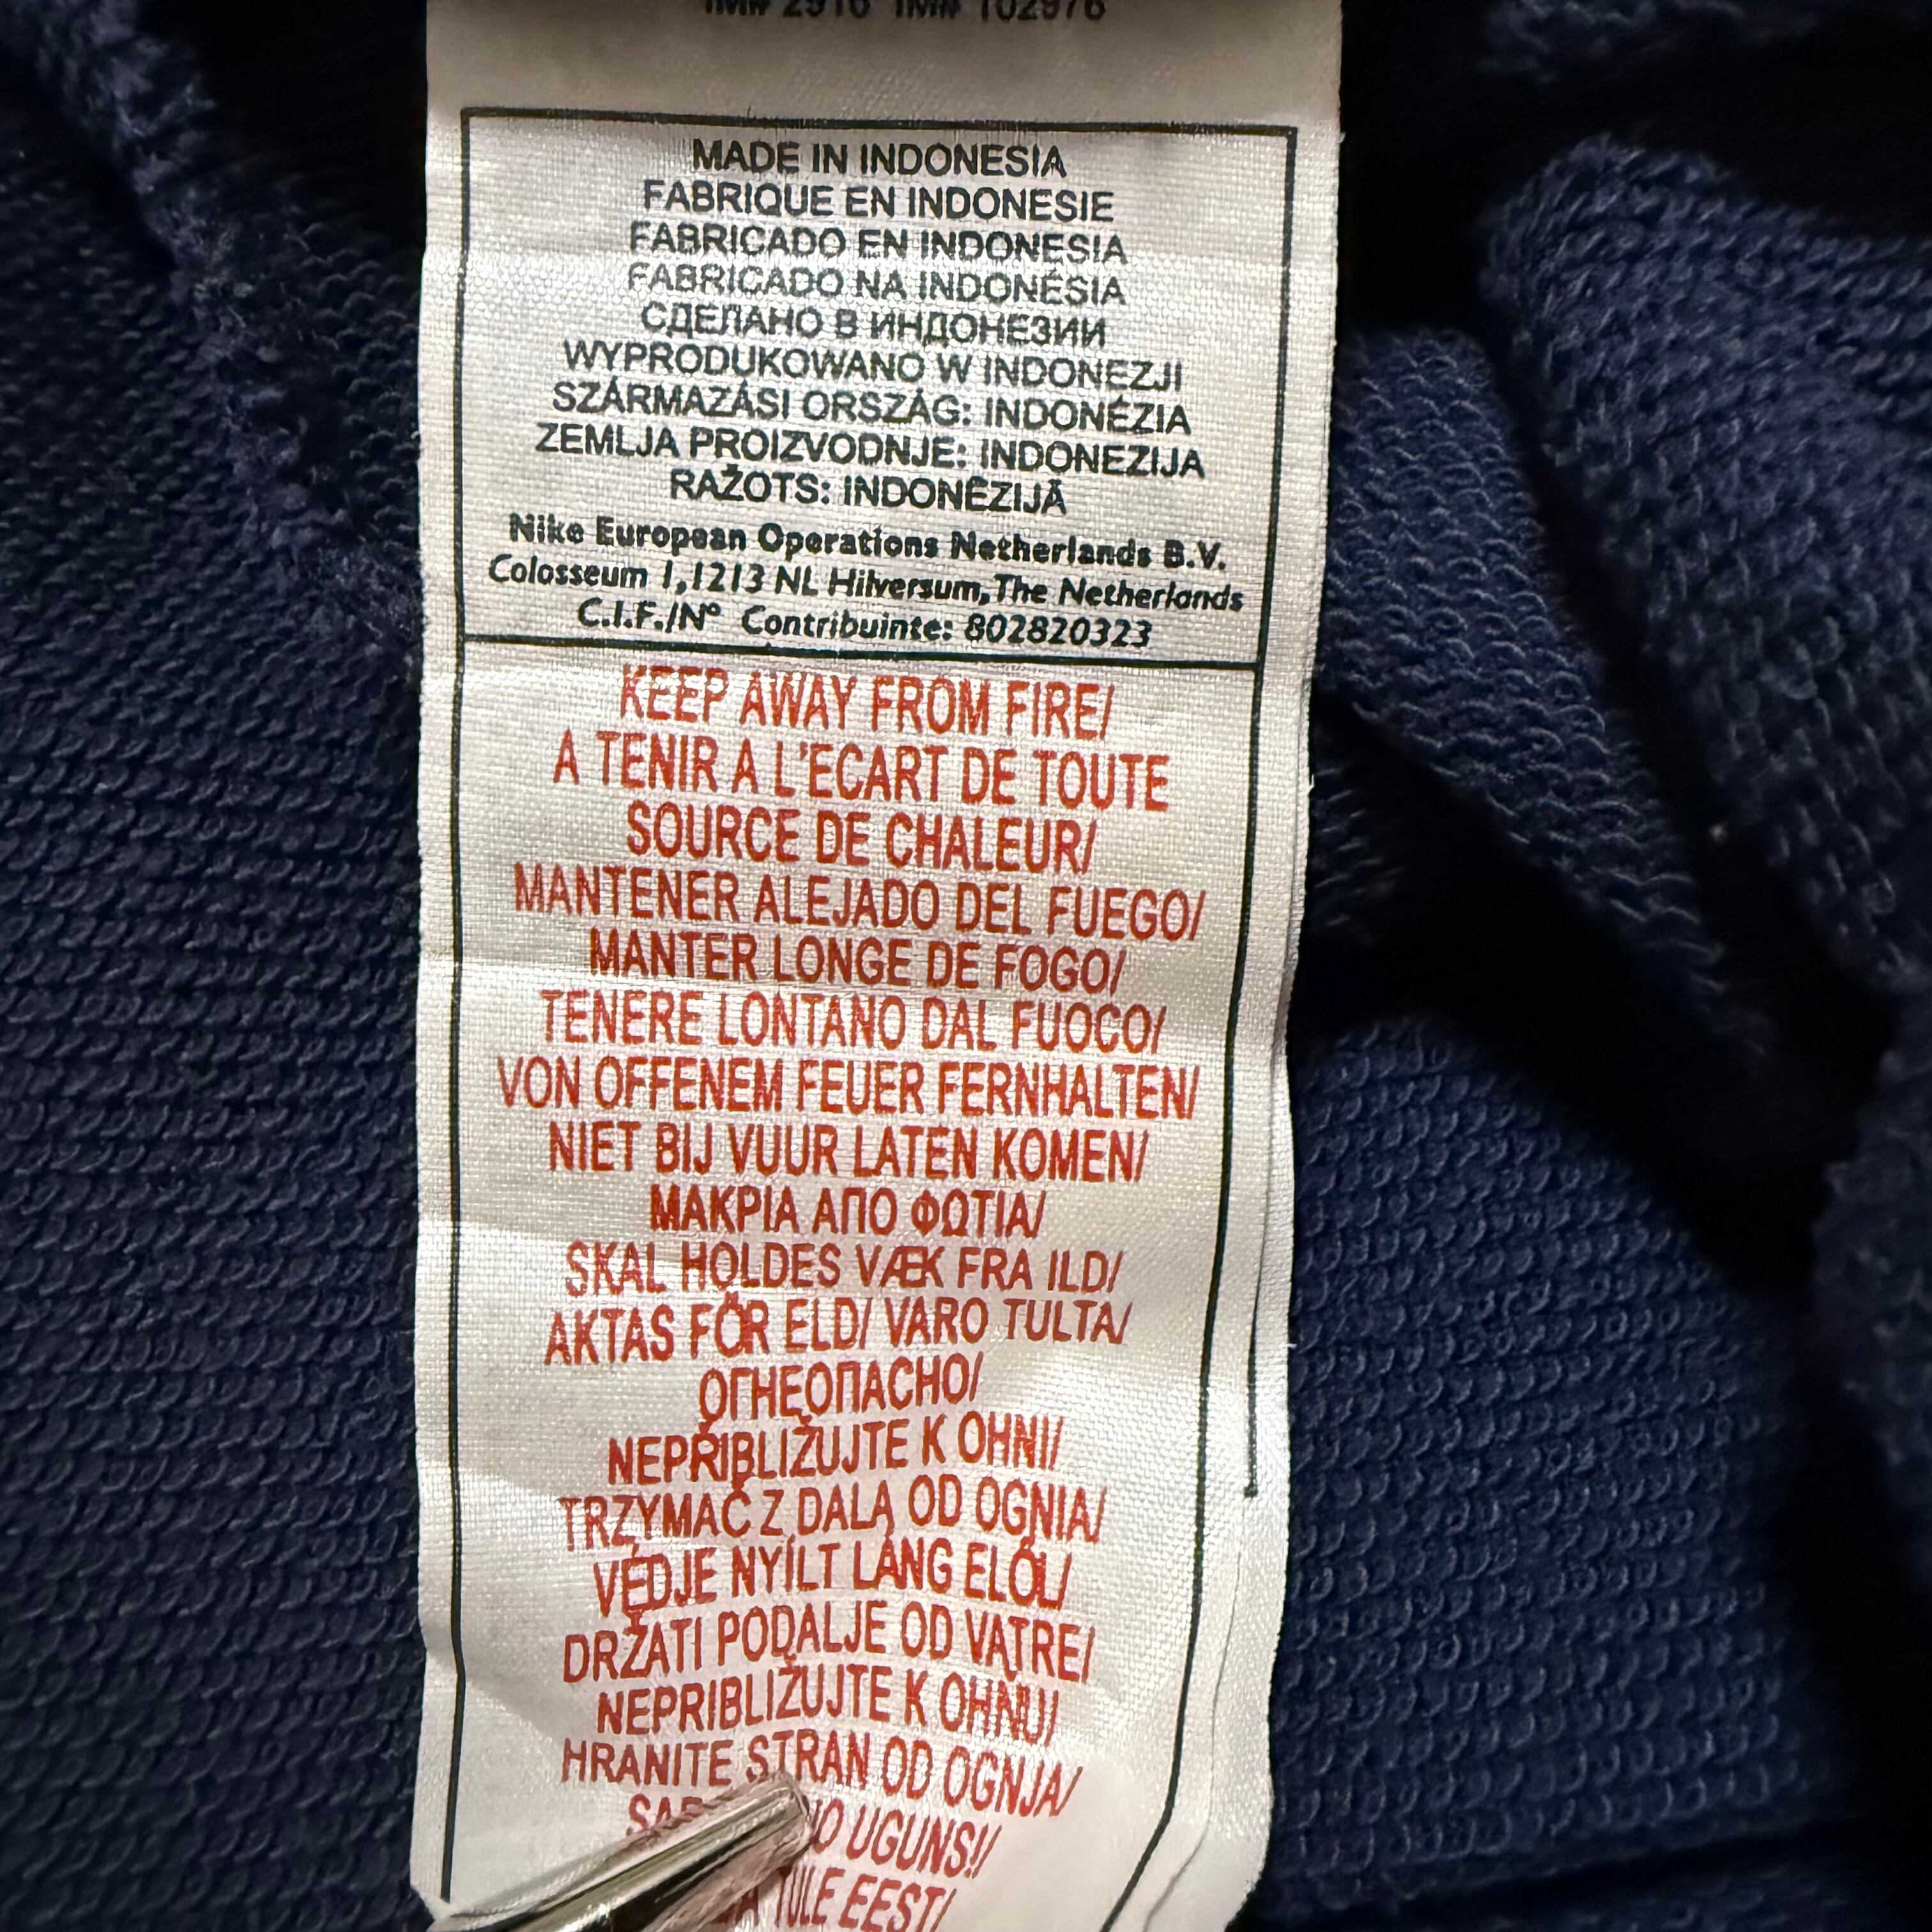 MADE IN INDONESIA
FABRIQUE EN INDONESIE
FABRICADO EN INDONESIA
FABRICADO NA INDONÉSIA
СДЕЛАНО В ИНДОНЕЗИИ
WYPRODUKOWANO W INDONEZJI
SZÁRMAZÁSI ORSZÁG: INDONÉZIA
ZEMLJA PROIZVODNJE: INDONEZIJA
RAŽOTS: INDONĒZIJĀ
Nike European Operations Netherlands B.V.
Colosseum 1,1213 NL Hilversum,The Netherlands
C.I.F./Nº Contribuinte: 802820323
KEEP AWAY FROM FIRE/
A TENIR A L'ECART DE TOUTE
SOURCE DE CHALEUR/
MANTENER ALEJADO DEL FUEGO/
MANTER LONGE DE FOGO/
TENERE LONTANO DAL FUOCO/
VON OFFENEM FEUER FERNHALTEN/
NIET BIJ VUUR LATEN KOMEN/
ΜΑΚΡΙΑ ΑΠΟ ΦΩΤΙΑ/
SKAL HOLDES VÆK FRA ILD/
AKTAS FÖR ELD/ VARO TULTA/
ОГНЕОПАСНО/
NEPŘIBLIŽUJTE K OHNI/
TRZYMAĆ Z DALA OD OGNIA/
VÉDJE NYÍLT LÁNG ELŐL/
DRŽATI PODALJE OD VATRE/
NEPRIBLIŽUJTE K OHNU/
HRANITE STRAN OD OGNJA/
UGUNS!/
TULE EEST/